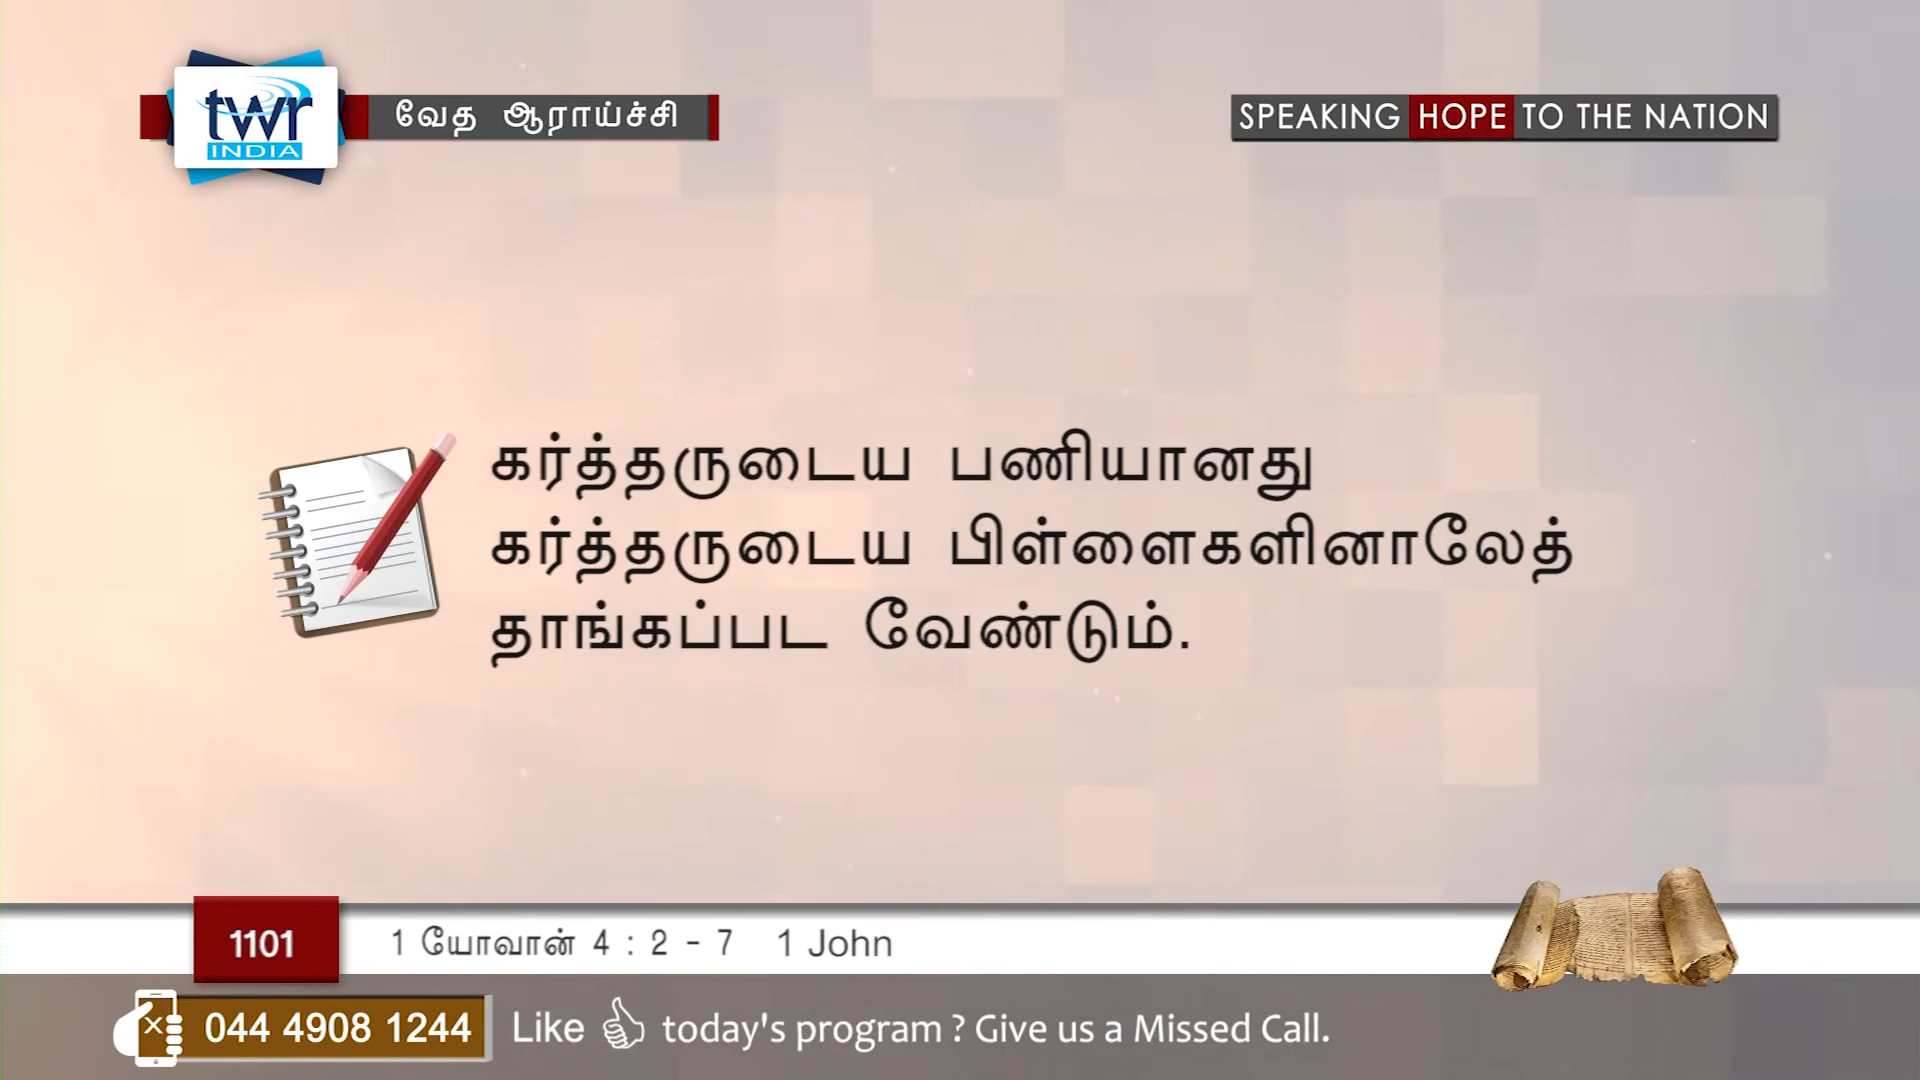 twr
INDIA
வேத ஆராய்ச்சி
SPEAKING HOPE TO THE NATION
கர்த்தருடைய பணியானது
கர்த்தருடைய பிள்ளைகளினாலேத்
தாங்கப்பட வேண்டும்.
1101
1 யோவான் 4 : 2 - 7 1 John
044 4908 1244
Like today's program ? Give us a Missed Call.